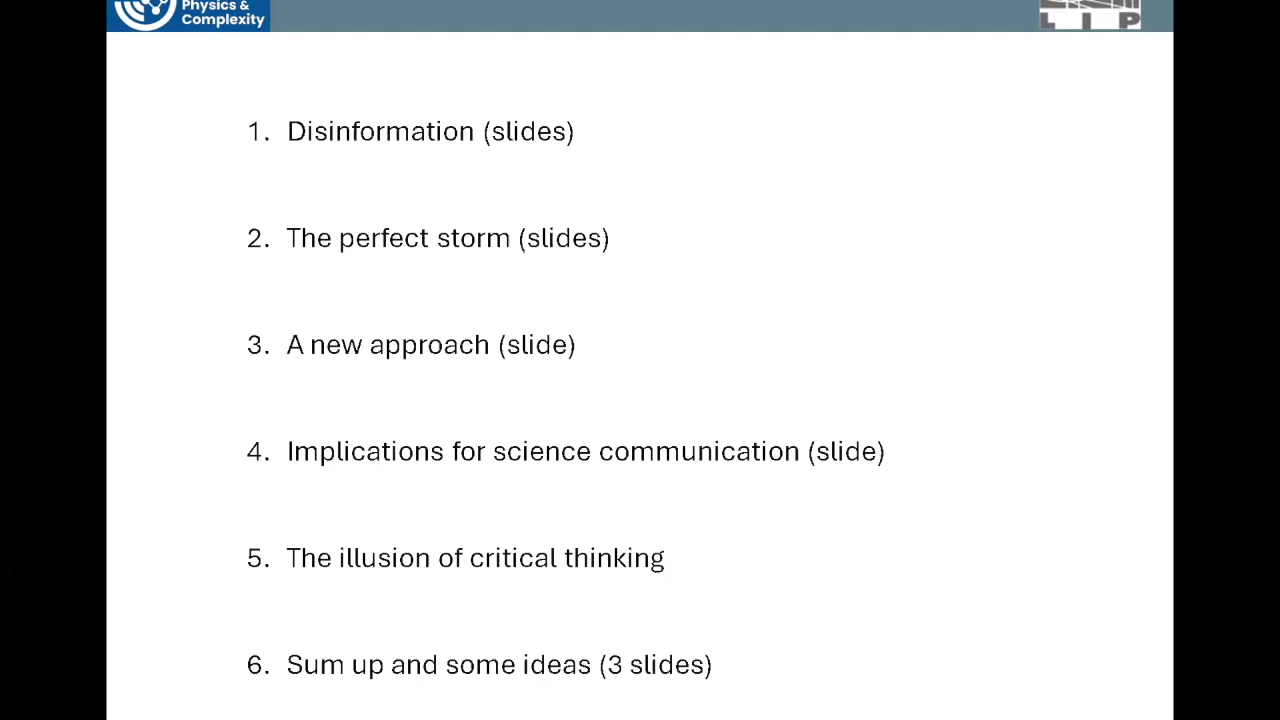 Physics &
Complexity
LIP
1. Disinformation (slides)
2. The perfect storm (slides)
3. A new approach (slide)
4. Implications for science communication (slide)
5. The illusion of critical thinking
6. Sum up and some ideas (3 slides)